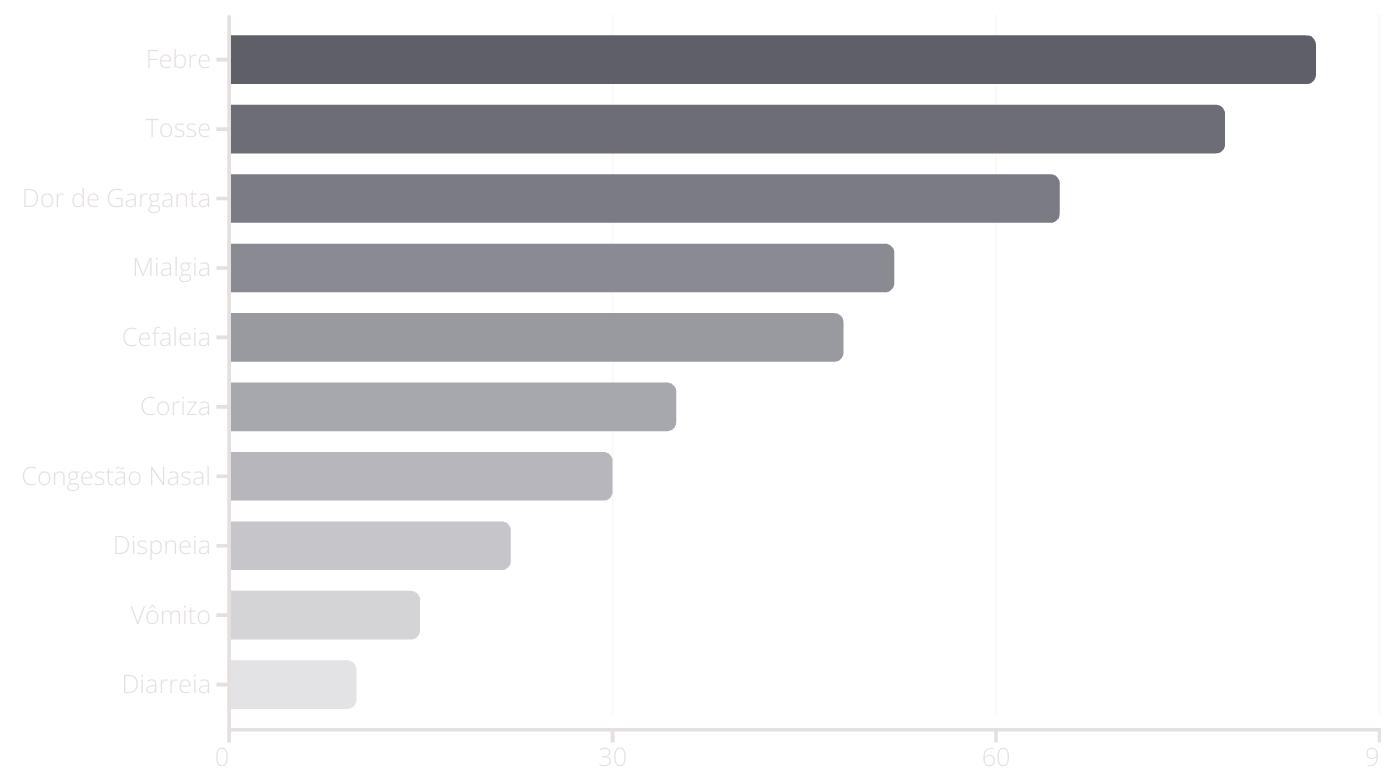 Febre
Tosse
Dor de Garganta
Mialgia
Cefaleia
Coriza
Congestão Nasal
Dispneia
Vômito
Diarreia
0 30 60 9